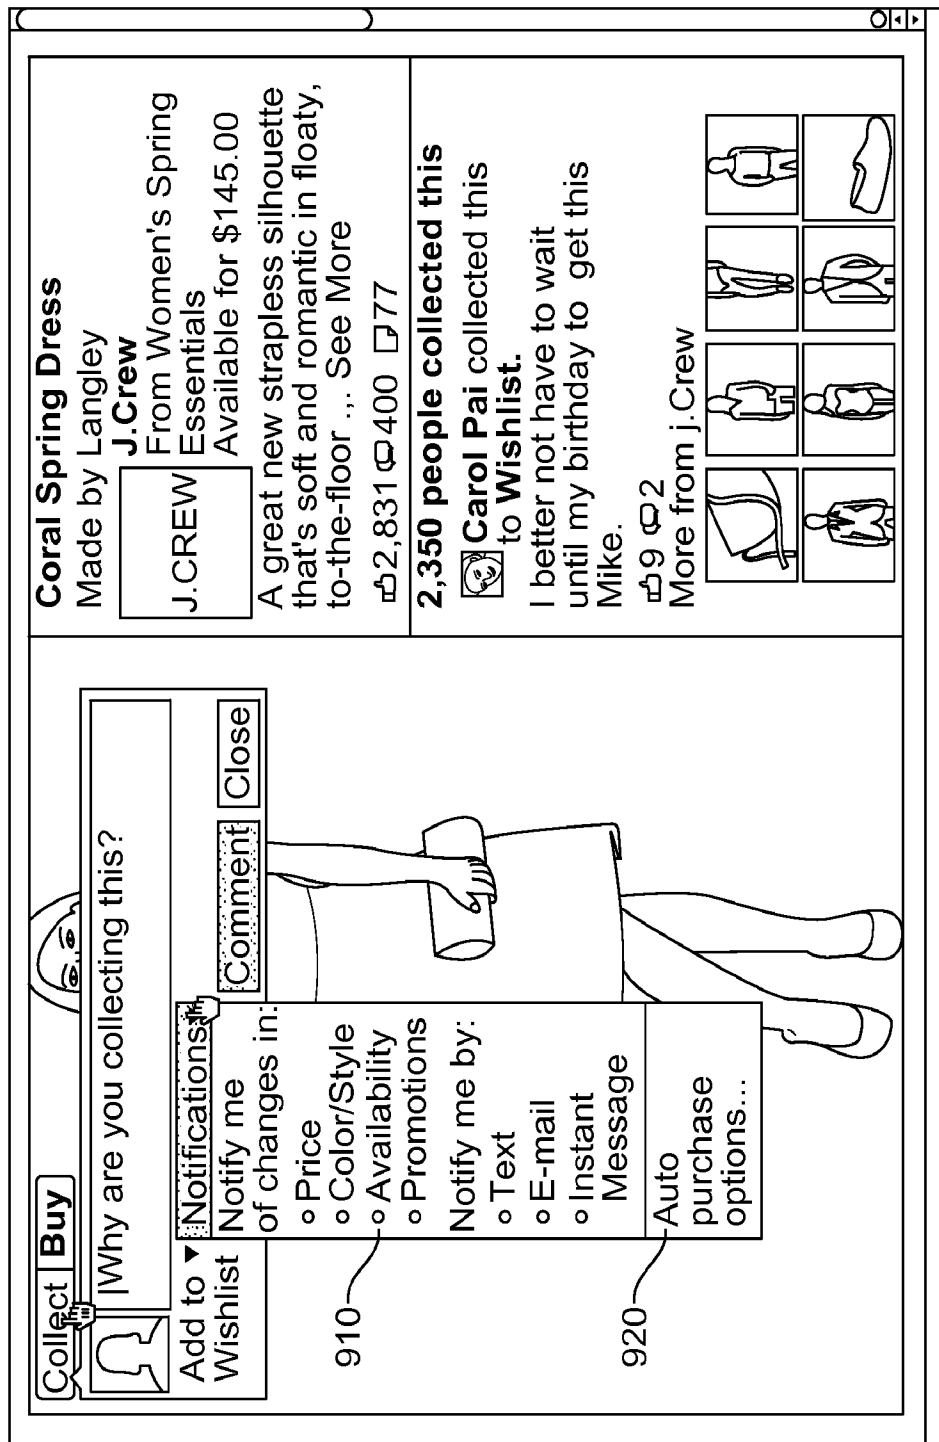 Collect Buy
Why are you collecting this?
Add to ▾
Wishlist
Notifications
Comment
Close
Notify me
of changes in:
Price
Color/Style
Availability
Promotions
Notify me by:
Text
E-mail
Instant
Message
Auto
purchase
options...
910
920
Coral Spring Dress
Made by Langley
J.CREW
J.Crew
From Women's Spring
Essentials
Available for $145.00
A great new strapless silhouette
that's soft and romantic in floaty,
to-the-floor .,. See More
2,831 400 77
2,350 people collected this
Carol Pai collected this
to Wishlist.
I better not have to wait
until my birthday to get this
Mike.
9 2
More from j.Crew